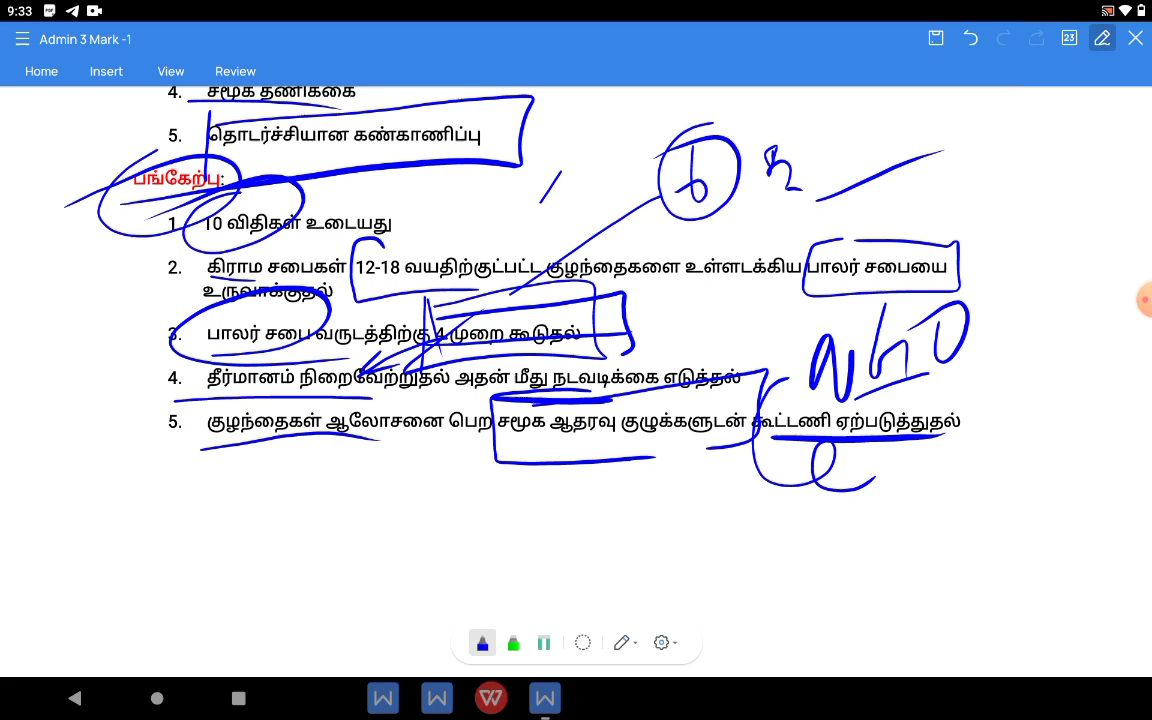 9:33
Admin 3 Mark -1
23
Home Insert View Review
4. சமூக தணிக்கை
5. தொடர்ச்சியான கண்காணிப்பு
பங்கேற்பு:
1. 10 விதிகள் உடையது
2. கிராம சபைகள் 12-18 வயதிற்குட்பட்ட குழந்தைகளை உள்ளடக்கிய பாலர் சபையை
உருவாக்குதல்
3. பாலர் சபை வருடத்திற்கு 4 முறை கூடுதல்
4. தீர்மானம் நிறைவேற்றுதல் அதன் மீது நடவடிக்கை எடுத்தல்
5. குழந்தைகள் ஆலோசனை பெற சமூக ஆதரவு குழுக்களுடன் கூட்டணி ஏற்படுத்துதல்